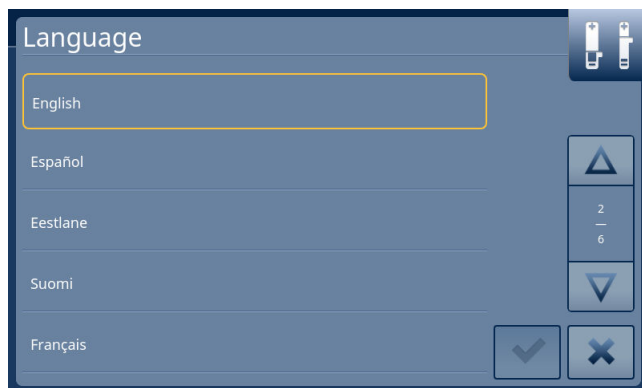 Language
English
Español
Eestlane
Suomi
Français
2
6